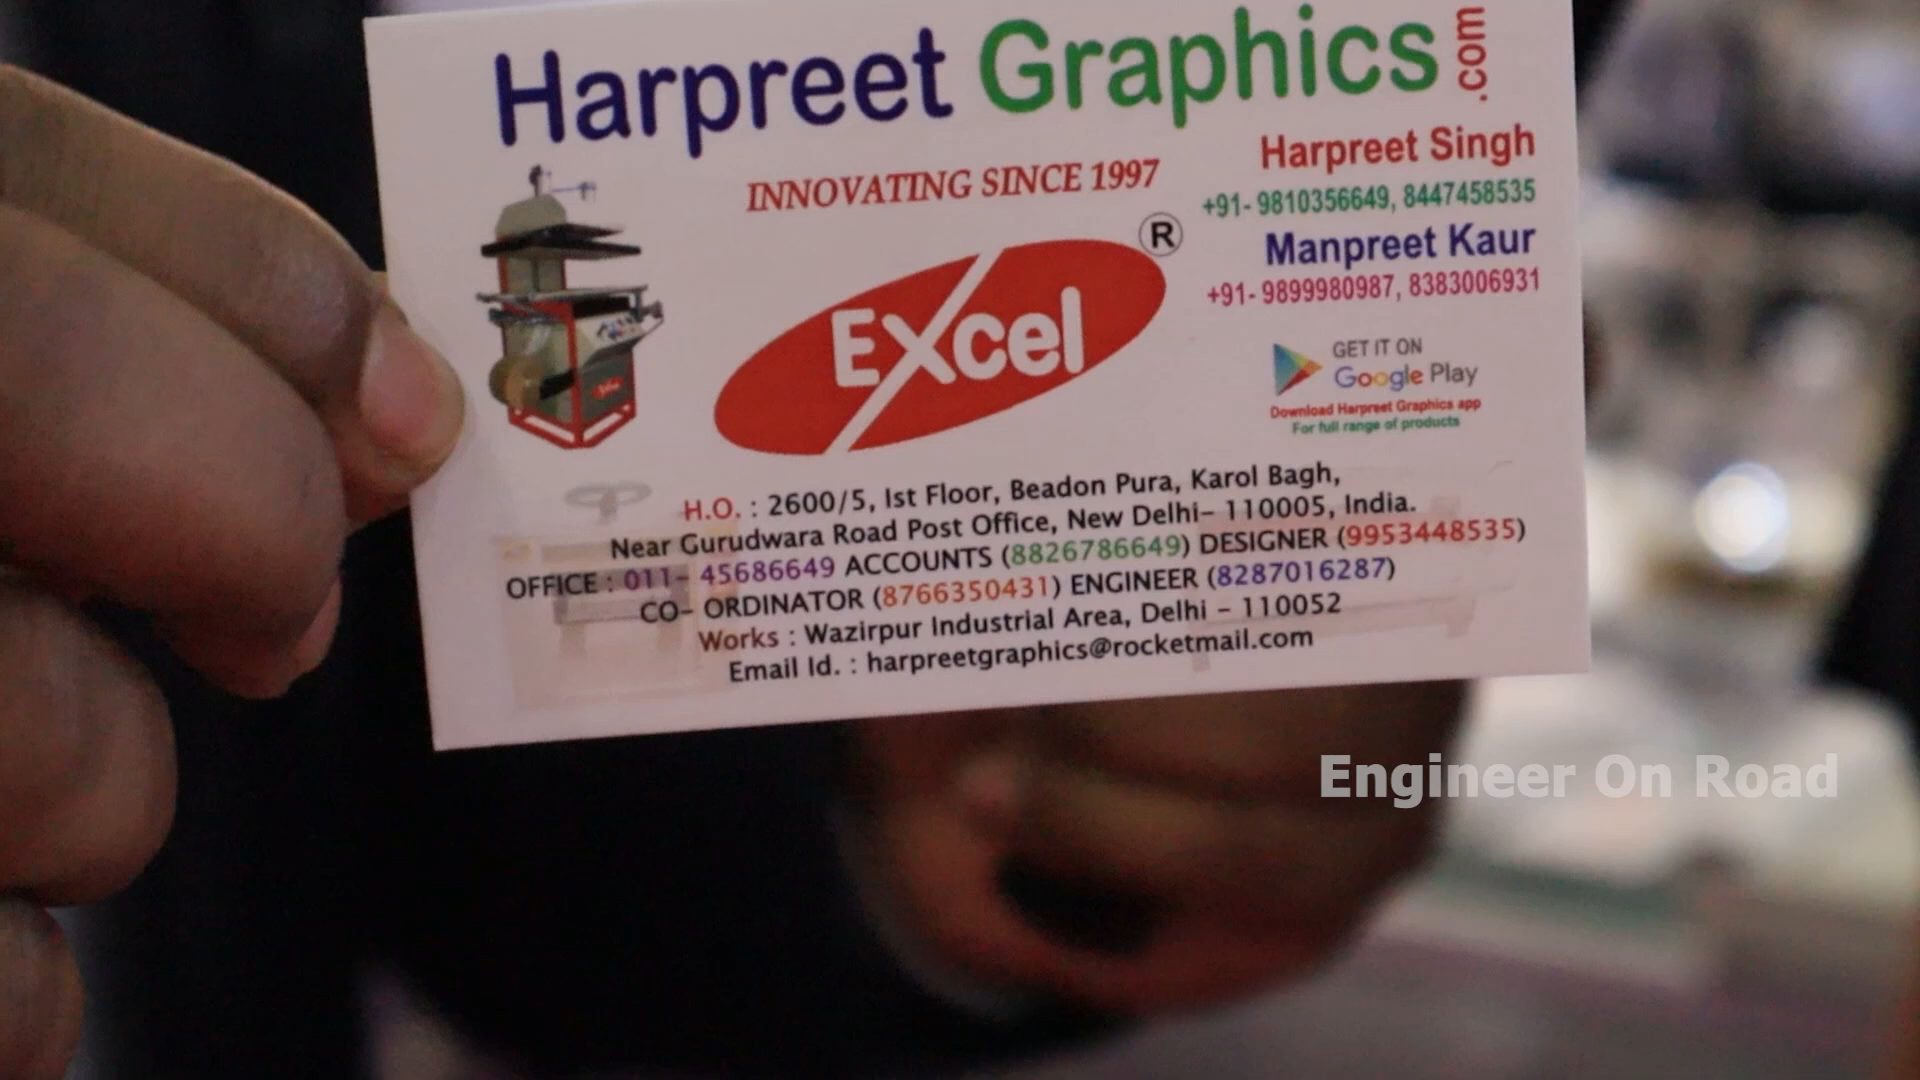 Harpreet Graphics.com
INNOVATING SINCE 1997
Harpreet Singh
+91- 9810356649, 8447458535
Manpreet Kaur
+91- 9899980987, 8383006931
Excel ®
GET IT ON
Google Play
Download Harpreet Graphics app
For full range of products
H.O. : 2600/5, Ist Floor, Beadon Pura, Karol Bagh,
Near Gurudwara Road Post Office, New Delhi- 110005, India.
OFFICE : 011- 45686649 ACCOUNTS (8826786649) DESIGNER (9953448535)
CO- ORDINATOR (8766350431) ENGINEER (8287016287)
Works : Wazirpur Industrial Area, Delhi - 110052
Email Id. : harpreetgraphics@rocketmail.com
Engineer On Road